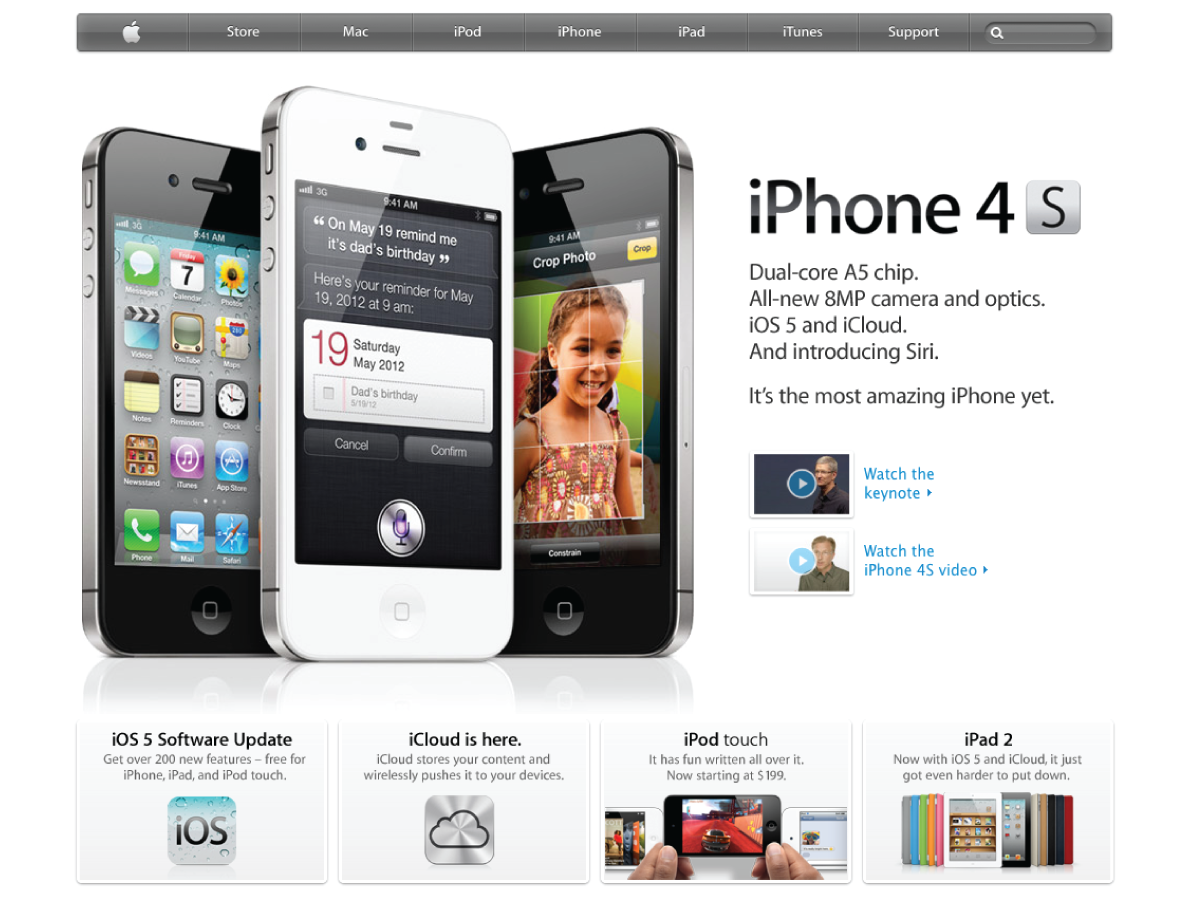 Store
Mac
iPod
iPhone
iPad
iTunes
Support
3G
9:41 AM
Messages
Friday
7
Calendar
Photos
Videos
YouTube
280
Maps
Notes
Reminders
Clock
Newsstand
iTunes
App Store
Phone
Mail
Safari
3G
9:41 AM
“ On May 19 remind me
it's dad's birthday ”
Here's your reminder for May
19, 2012 at 9 am:
19
Saturday
May 2012
Dad's birthday
5/19/12
Cancel
Confirm
9:41 AM
Crop Photo
Crop
Constrain
iPhone 4 S
Dual-core A5 chip.
All-new 8MP camera and optics.
iOS 5 and iCloud.
And introducing Siri.
It's the most amazing iPhone yet.
Watch the
keynote
Watch the
iPhone 4S video
iOS 5 Software Update
Get over 200 new features – free for
iPhone, iPad, and iPod touch.
iOS
iCloud is here.
iCloud stores your content and
wirelessly pushes it to your devices.
iPod touch
It has fun written all over it.
Now starting at $199.
iPad 2
Now with iOS 5 and iCloud, it just
got even harder to put down.